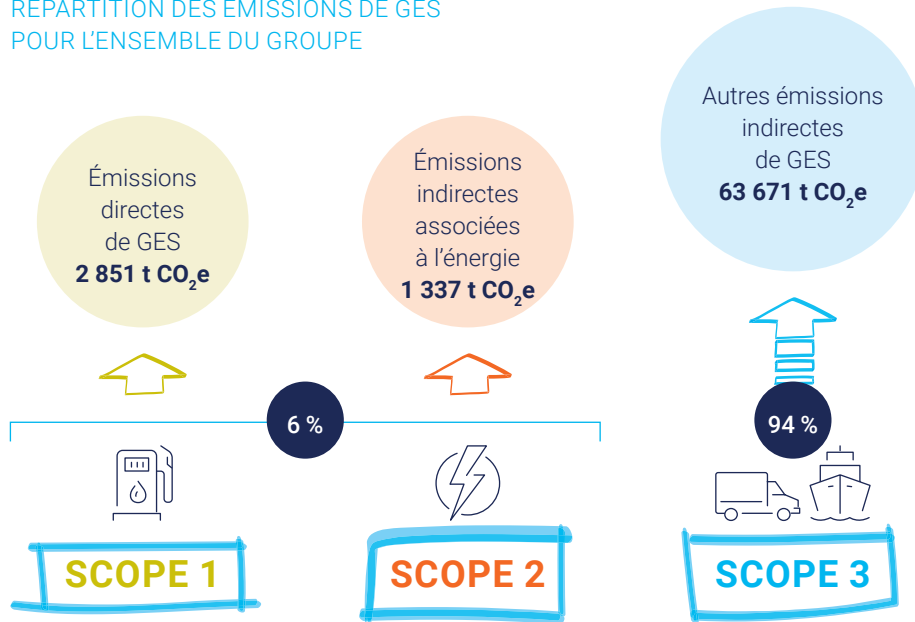 RÉPARTITION DES ÉMISSIONS DE GES
POUR L'ENSEMBLE DU GROUPE
Émissions
directes
de GES
2 851 t CO₂e
Émissions
indirectes
associées
à l'énergie
1 337 t CO₂e
Autres émissions
indirectes
de GES
63 671 t CO₂e
6 %
94 %
SCOPE 1
SCOPE 2
SCOPE 3